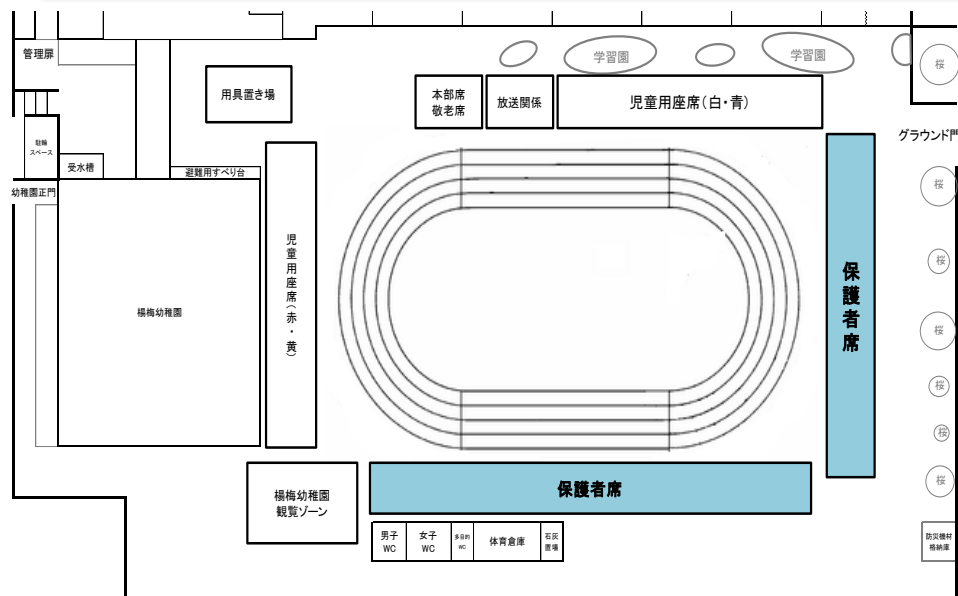 管理扉
学習園
学習園
桜
用具置き場
本部席
敬老席
放送関係
児童用座席(白・青)
グラウンド門
駐輪
スペース
受水槽
避難用すべり台
幼稚園正門
桜
児童用座席(赤・黄)
保護者席
桜
楊梅幼稚園
桜
桜
桜
桜
楊梅幼稚園
観覧ゾーン
保護者席
男子
WC
女子
WC
多目的
WC
体育倉庫
石灰
置場
防災機材
格納庫